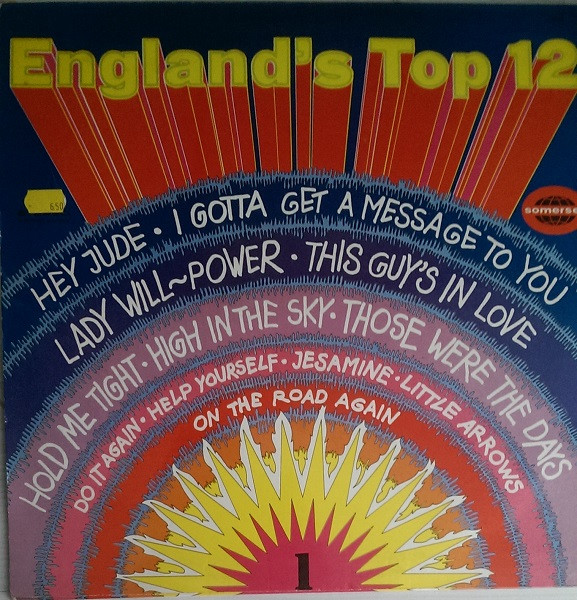 England's Top 12
650
somerse
HEY JUDE • I GOTTA GET A MESSAGE TO YOU
LADY WILL~POWER • THIS GUY'S IN LOVE
HOLD ME TIGHT • HIGH IN THE SKY • THOSE WERE THE DAYS
DO IT AGAIN • HELP YOURSELF • JESAMINE • LITTLE ARROWS
ON THE ROAD AGAIN
1